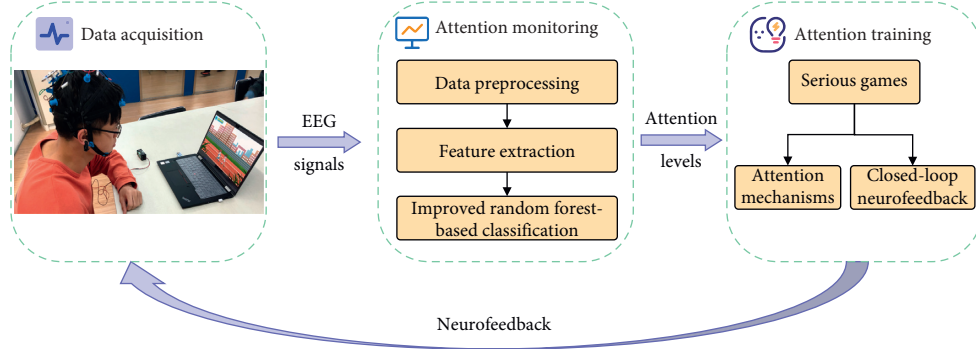 Data acquisition
EEG
signals
Attention monitoring
Data preprocessing
Feature extraction
Improved random forest-
based classification
Attention
levels
Attention training
Serious games
Attention
mechanisms
Closed-loop
neurofeedback
Neurofeedback